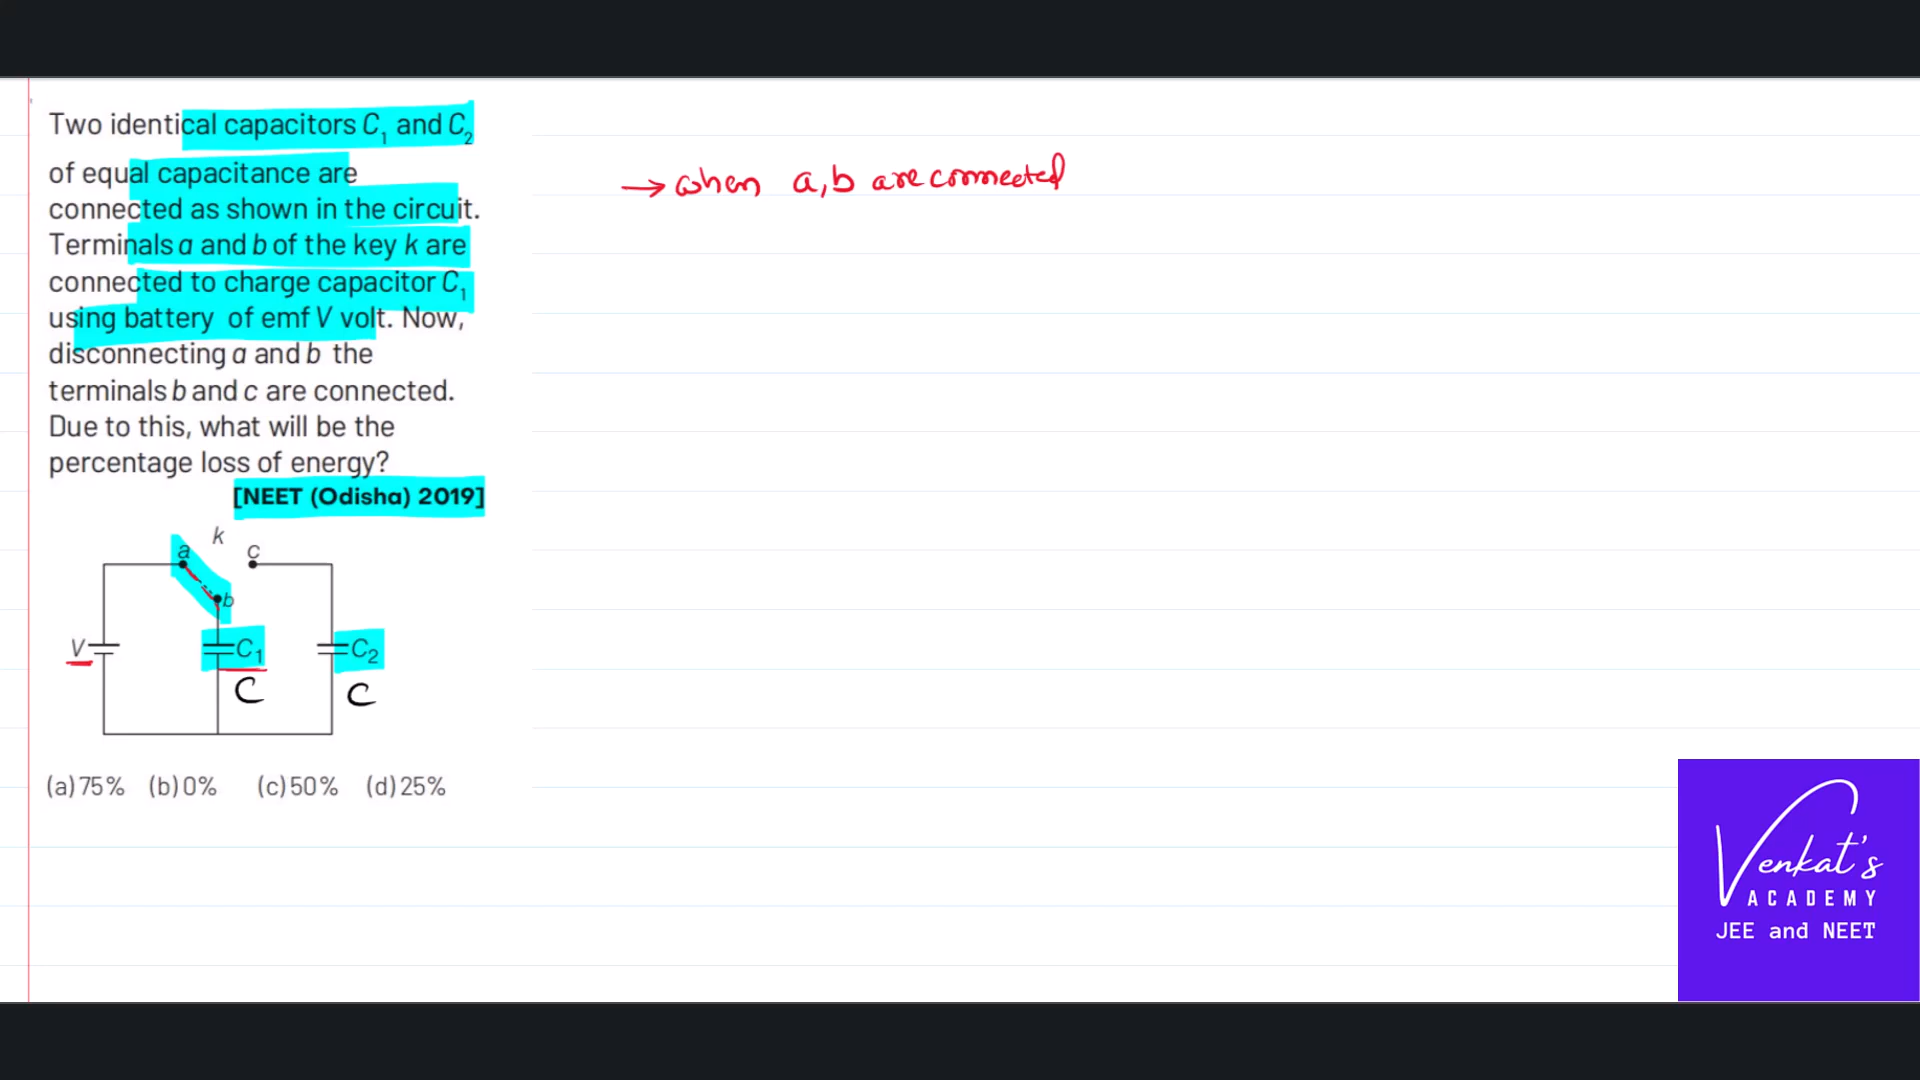 Two identical capacitors C₁ and C₂
of equal capacitance are
connected as shown in the circuit.
Terminals a and b of the key k are
connected to charge capacitor C₁
using battery of emf V volt. Now,
disconnecting a and b the
terminals b and c are connected.
Due to this, what will be the
percentage loss of energy?
[NEET (Odisha) 2019]
k
a c
b
V C₁ C₂
C C
(a) 75% (b) 0% (c) 50% (d) 25%
→ when a, b are connected
Venkat's
ACADEMY
JEE and NEET